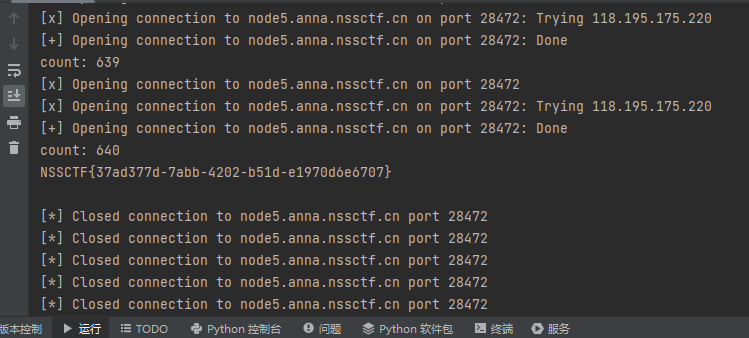 [x] Opening connection to node5.anna.nssctf.cn on port 28472: Trying 118.195.175.220
[+] Opening connection to node5.anna.nssctf.cn on port 28472: Done
count: 639
[x] Opening connection to node5.anna.nssctf.cn on port 28472
[x] Opening connection to node5.anna.nssctf.cn on port 28472: Trying 118.195.175.220
[+] Opening connection to node5.anna.nssctf.cn on port 28472: Done
count: 640
NSSCTF{37ad377d-7abb-4202-b51d-e1970d6e6707}
[*] Closed connection to node5.anna.nssctf.cn port 28472
[*] Closed connection to node5.anna.nssctf.cn port 28472
[*] Closed connection to node5.anna.nssctf.cn port 28472
[*] Closed connection to node5.anna.nssctf.cn port 28472
[*] Closed connection to node5.anna.nssctf.cn port 28472
版本控制 运行 TODO Python 控制台 问题 Python 软件包 终端 服务